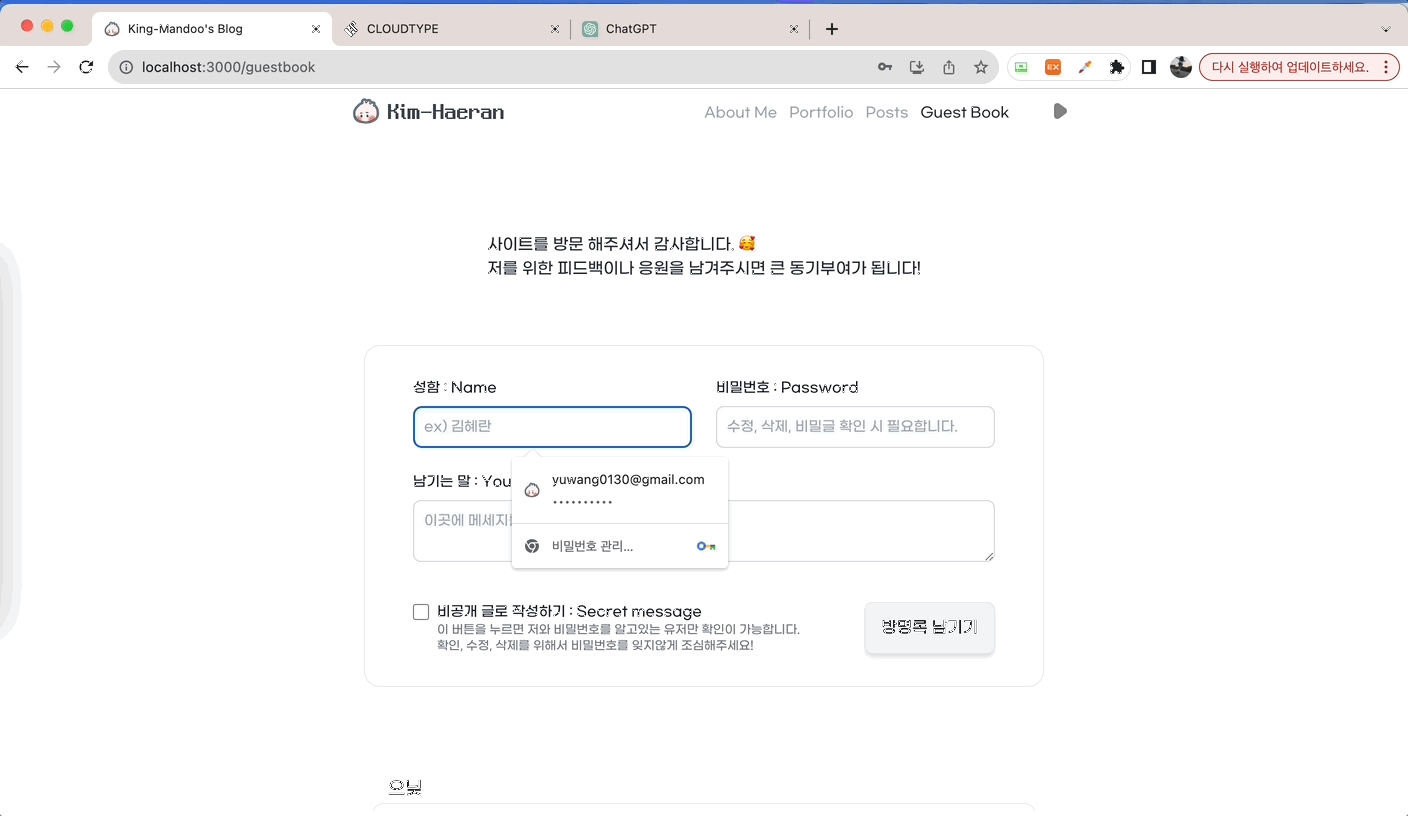 King-Mandoo's Blog
CLOUDTYPE
ChatGPT
localhost:3000/guestbook
EX
다시 실행하여 업데이트하세요.
Kim-Haeran
About Me
Portfolio
Posts
Guest Book
사이트를 방문 해주셔서 감사합니다. 🥰
저를 위한 피드백이나 응원을 남겨주시면 큰 동기부여가 됩니다!
성함 : Name
비밀번호 : Password
ex) 김혜란
수정, 삭제, 비밀글 확인 시 필요합니다.
남기는 말 : You
yuwang0130@gmail.com
••••••••••
이곳에 메세지를
비밀번호 관리...
비공개 글로 작성하기 : Secret message
이 버튼을 누르면 저와 비밀번호를 알고있는 유저만 확인이 가능합니다.
확인, 수정, 삭제를 위해서 비밀번호를 잊지않게 조심해주세요!
방명록 남기기